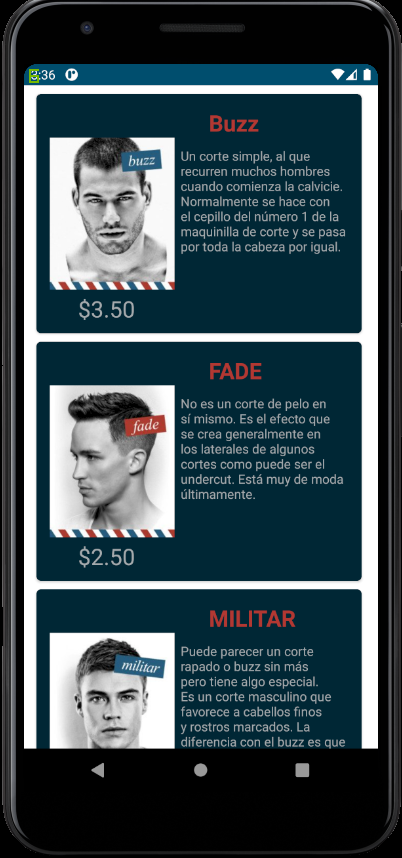 3:36
Buzz
buzz
Un corte simple, al que
recurren muchos hombres
cuando comienza la calvicie.
Normalmente se hace con
el cepillo del número 1 de la
maquinilla de corte y se pasa
por toda la cabeza por igual.
$3.50
FADE
fade
No es un corte de pelo en
sí mismo. Es el efecto que
se crea generalmente en
los laterales de algunos
cortes como puede ser el
undercut. Está muy de moda
últimamente.
$2.50
MILITAR
militar
Puede parecer un corte
rapado o buzz sin más
pero tiene algo especial.
Es un corte masculino que
favorece a cabellos finos
y rostros marcados. La
diferencia con el buzz es que